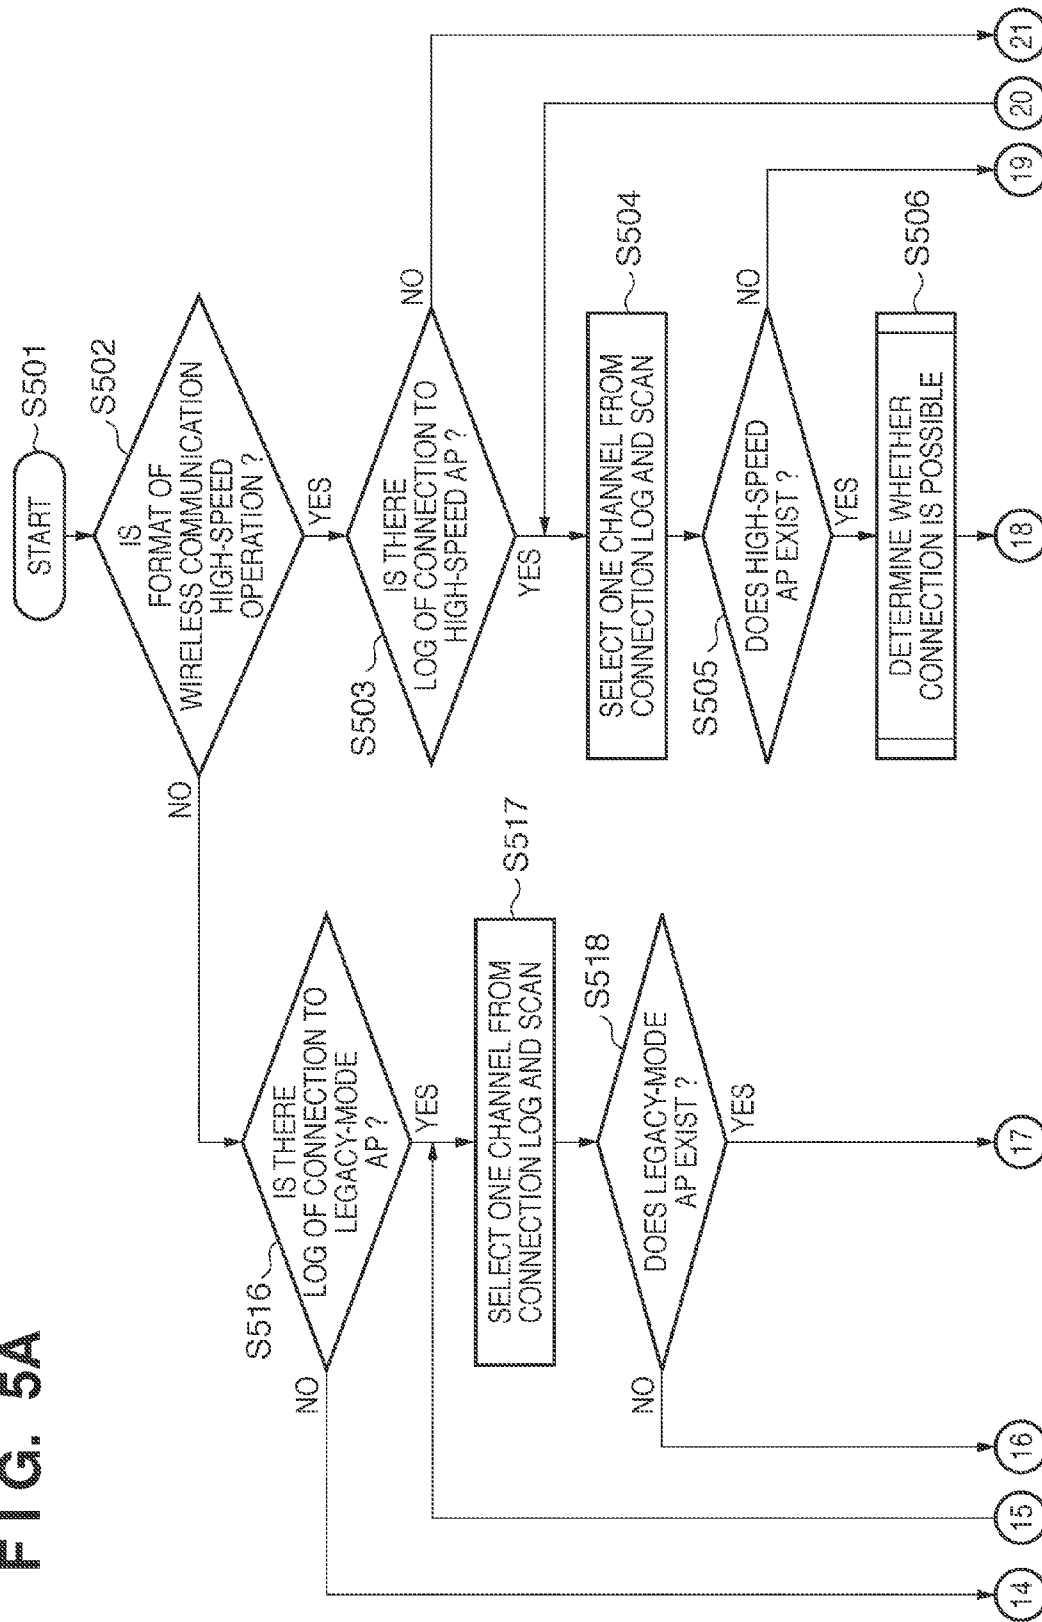 FIG. 5A
START
S501
IS
FORMAT OF
WIRELESS COMMUNICATION
HIGH-SPEED
OPERATION ?
S502
NO
YES
IS THERE
LOG OF CONNECTION TO
HIGH-SPEED AP ?
S503
NO
YES
SELECT ONE CHANNEL FROM
CONNECTION LOG AND SCAN
S504
DOES HIGH-SPEED
AP EXIST ?
S505
NO
YES
DETERMINE WHETHER
CONNECTION IS POSSIBLE
S506
IS THERE
LOG OF CONNECTION TO
LEGACY-MODE
AP ?
S516
NO
YES
SELECT ONE CHANNEL FROM
CONNECTION LOG AND SCAN
S517
DOES LEGACY-MODE
AP EXIST ?
S518
NO
YES
14
15
16
17
18
19
20
21